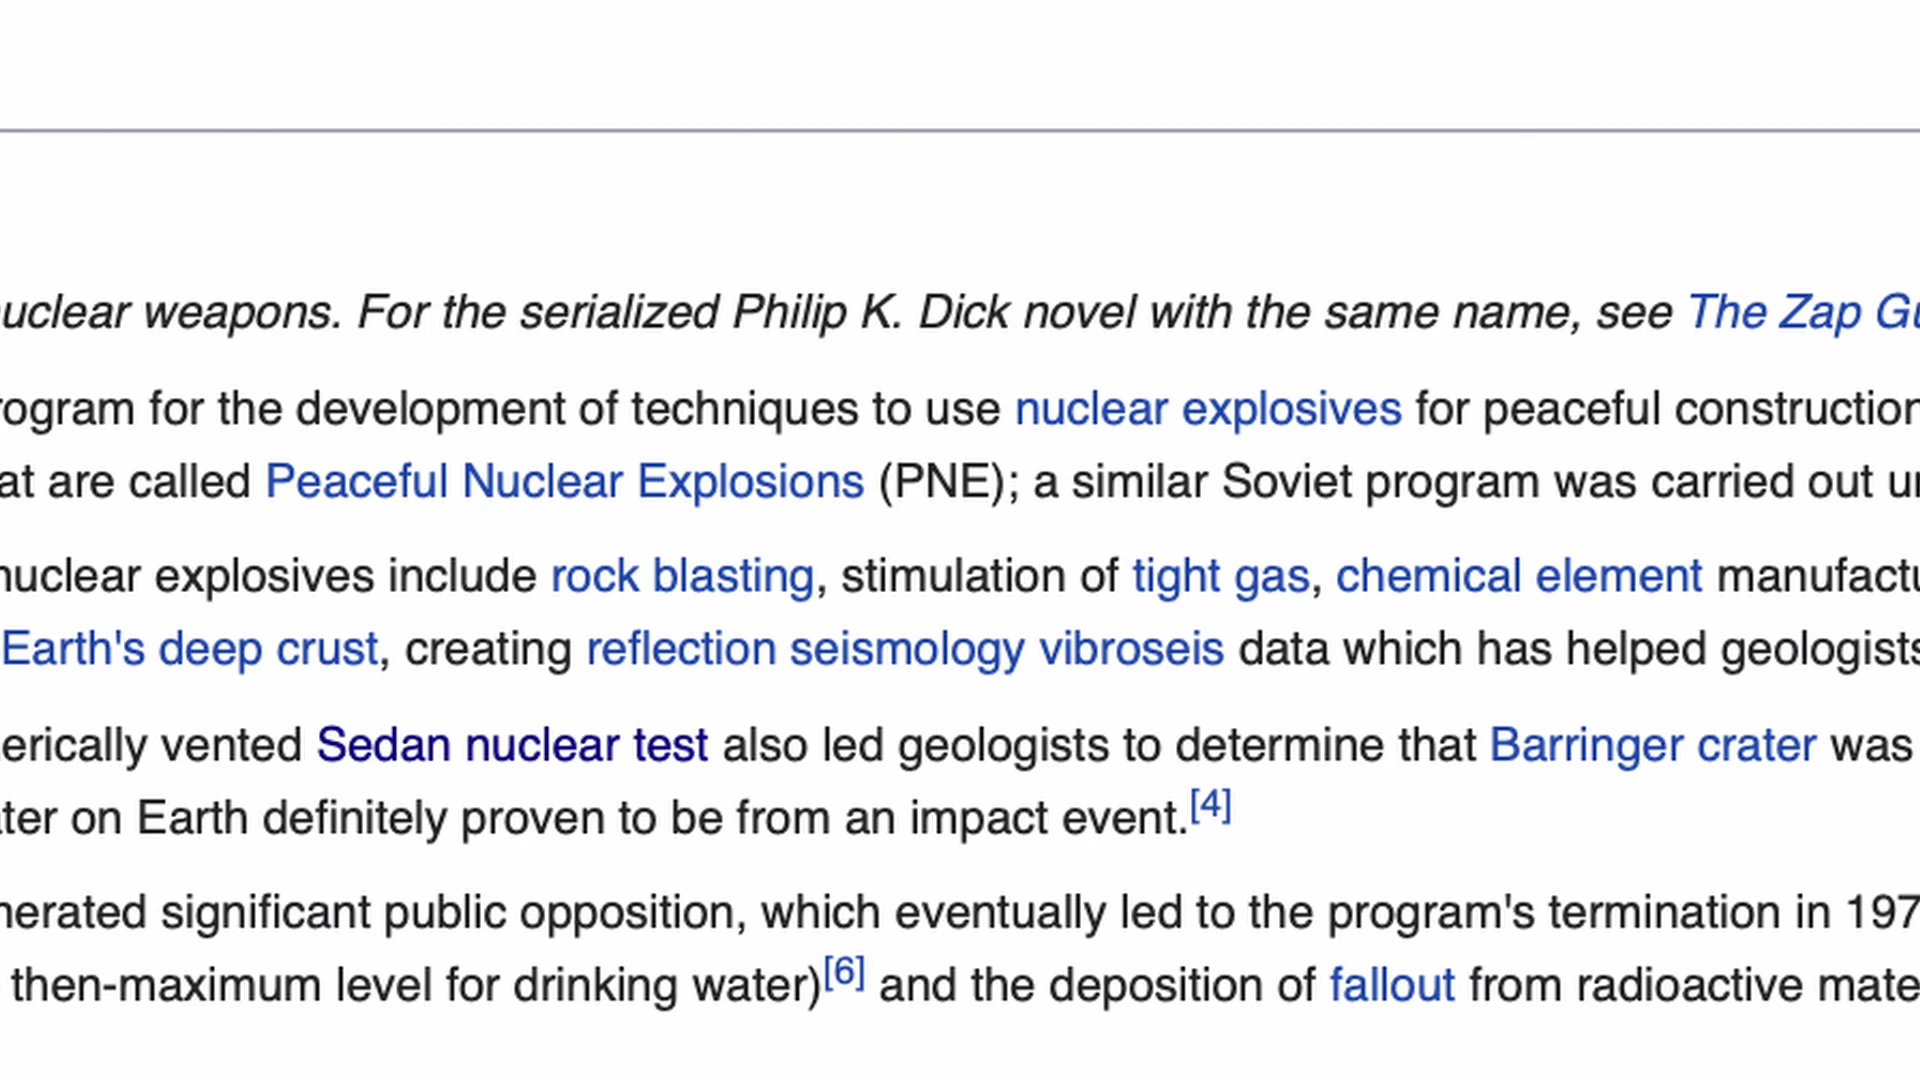 uclear weapons. For the serialized Philip K. Dick novel with the same name, see The Zap Gu
rogram for the development of techniques to use nuclear explosives for peaceful construction
at are called Peaceful Nuclear Explosions (PNE); a similar Soviet program was carried out un
nuclear explosives include rock blasting, stimulation of tight gas, chemical element manufactu
Earth's deep crust, creating reflection seismology vibroseis data which has helped geologists
erically vented Sedan nuclear test also led geologists to determine that Barringer crater was
ter on Earth definitely proven to be from an impact event.[4]
nerated significant public opposition, which eventually led to the program's termination in 197
then-maximum level for drinking water)[6] and the deposition of fallout from radioactive mate